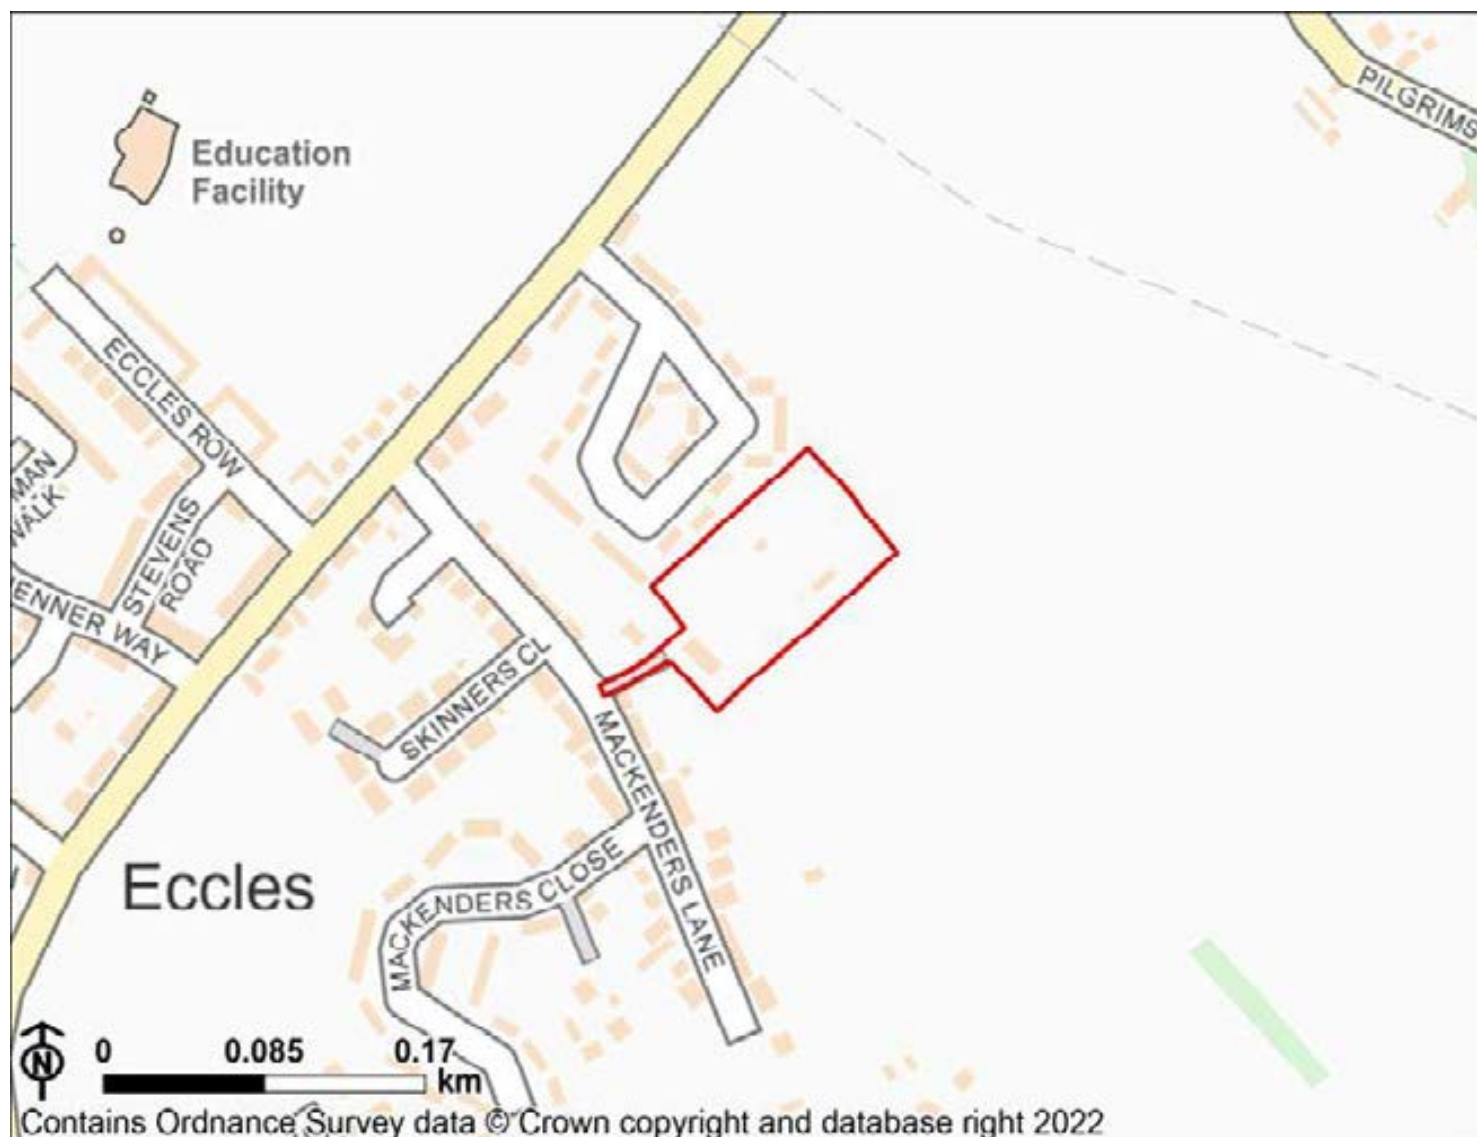 PILGRIMS
Education
Facility
ECCLES ROW
WALK
STEVENS
ROAD
ENNER WAY
SKINNERS CL
MACKENDERS LANE
MACKENDERS CLOSE
Eccles
N
0 0.085 0.17
km
Contains Ordnance Survey data © Crown copyright and database right 2022